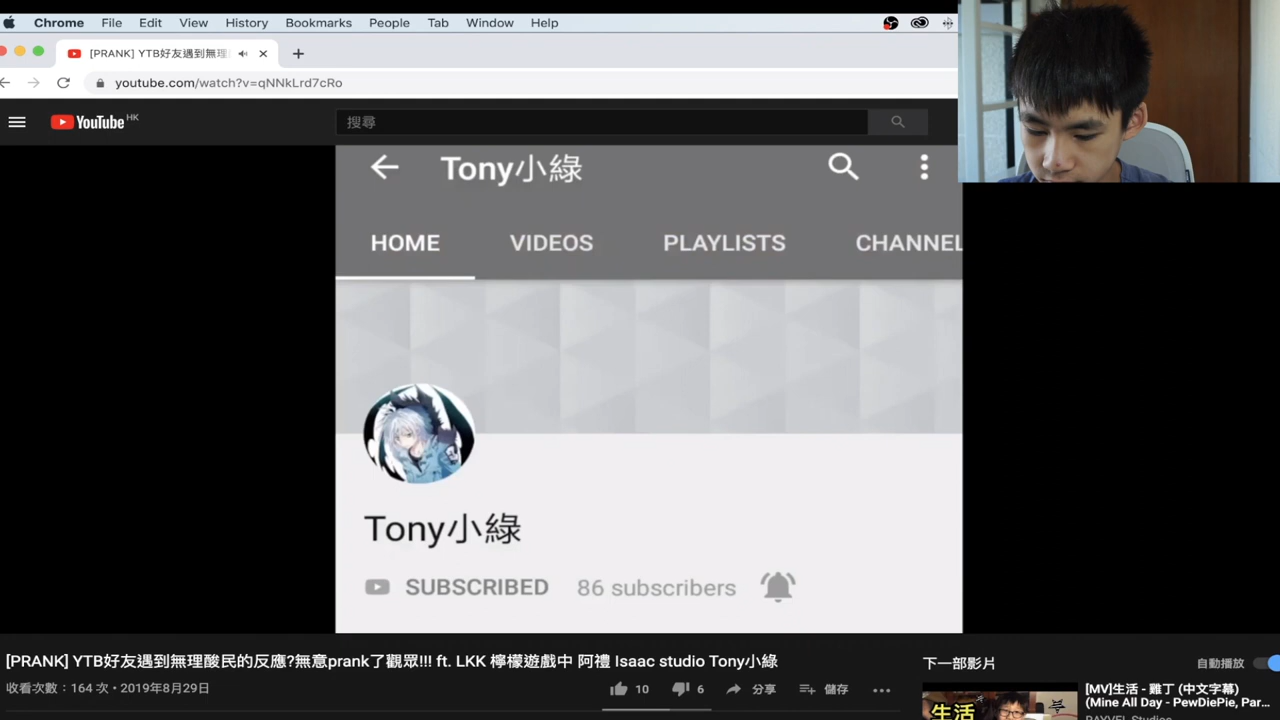 Chrome File Edit View History Bookmarks People Tab Window Help
[PRANK] YTB好友遇到無理
youtube.com/watch?v=qNNkLrd7cRo
YouTube HK
搜尋
Tony小綠
HOME VIDEOS PLAYLISTS CHANNEL
Tony小綠
SUBSCRIBED 86 subscribers
[PRANK] YTB好友遇到無理酸民的反應?無意prank了觀眾!!! ft. LKK 檸檬遊戲中 阿禮 Isaac studio Tony小綠
收看次數：164 次 • 2019年8月29日
10 6 分享 儲存
下一部影片 自動播放
[MV]生活 - 雞丁 (中文字幕)
(Mine All Day - PewDiePie, Par...
生活